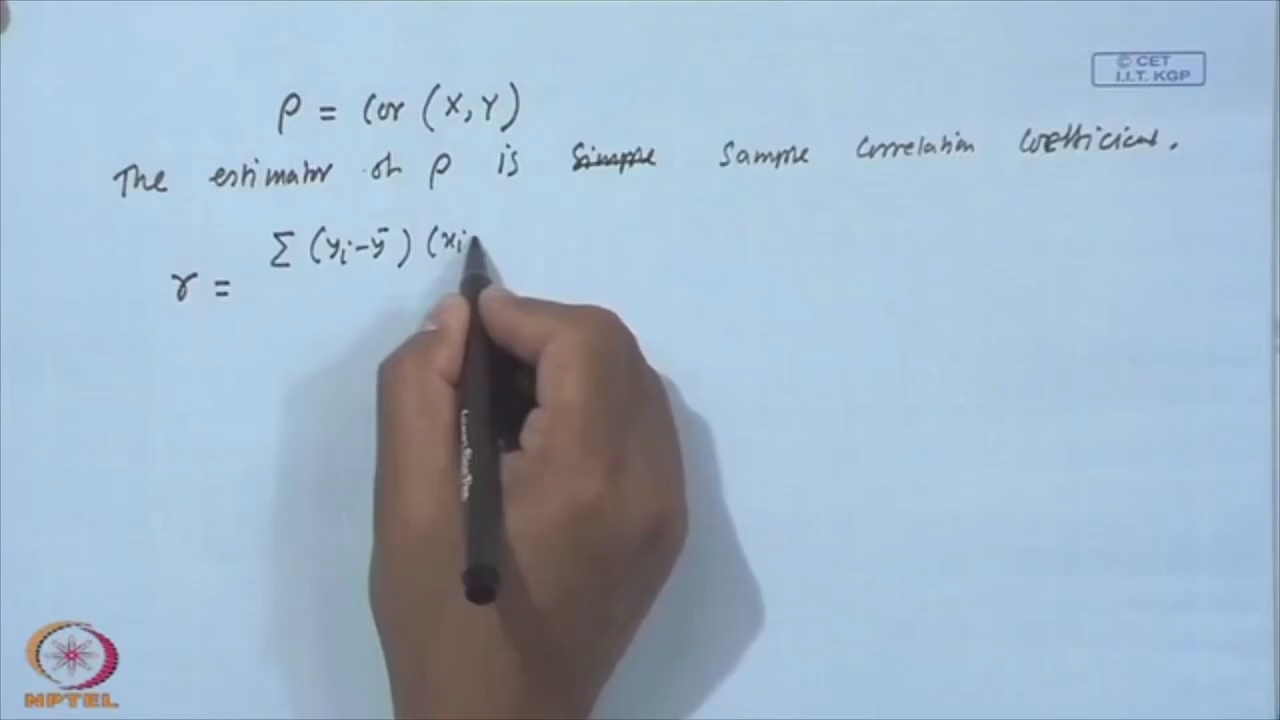 © CET
I.I.T. KGP
ρ = Cor (X, Y)
The estimator of ρ is simple sample correlation coefficient.
Σ (yᵢ - ȳ) (xᵢ
r =
NPTEL